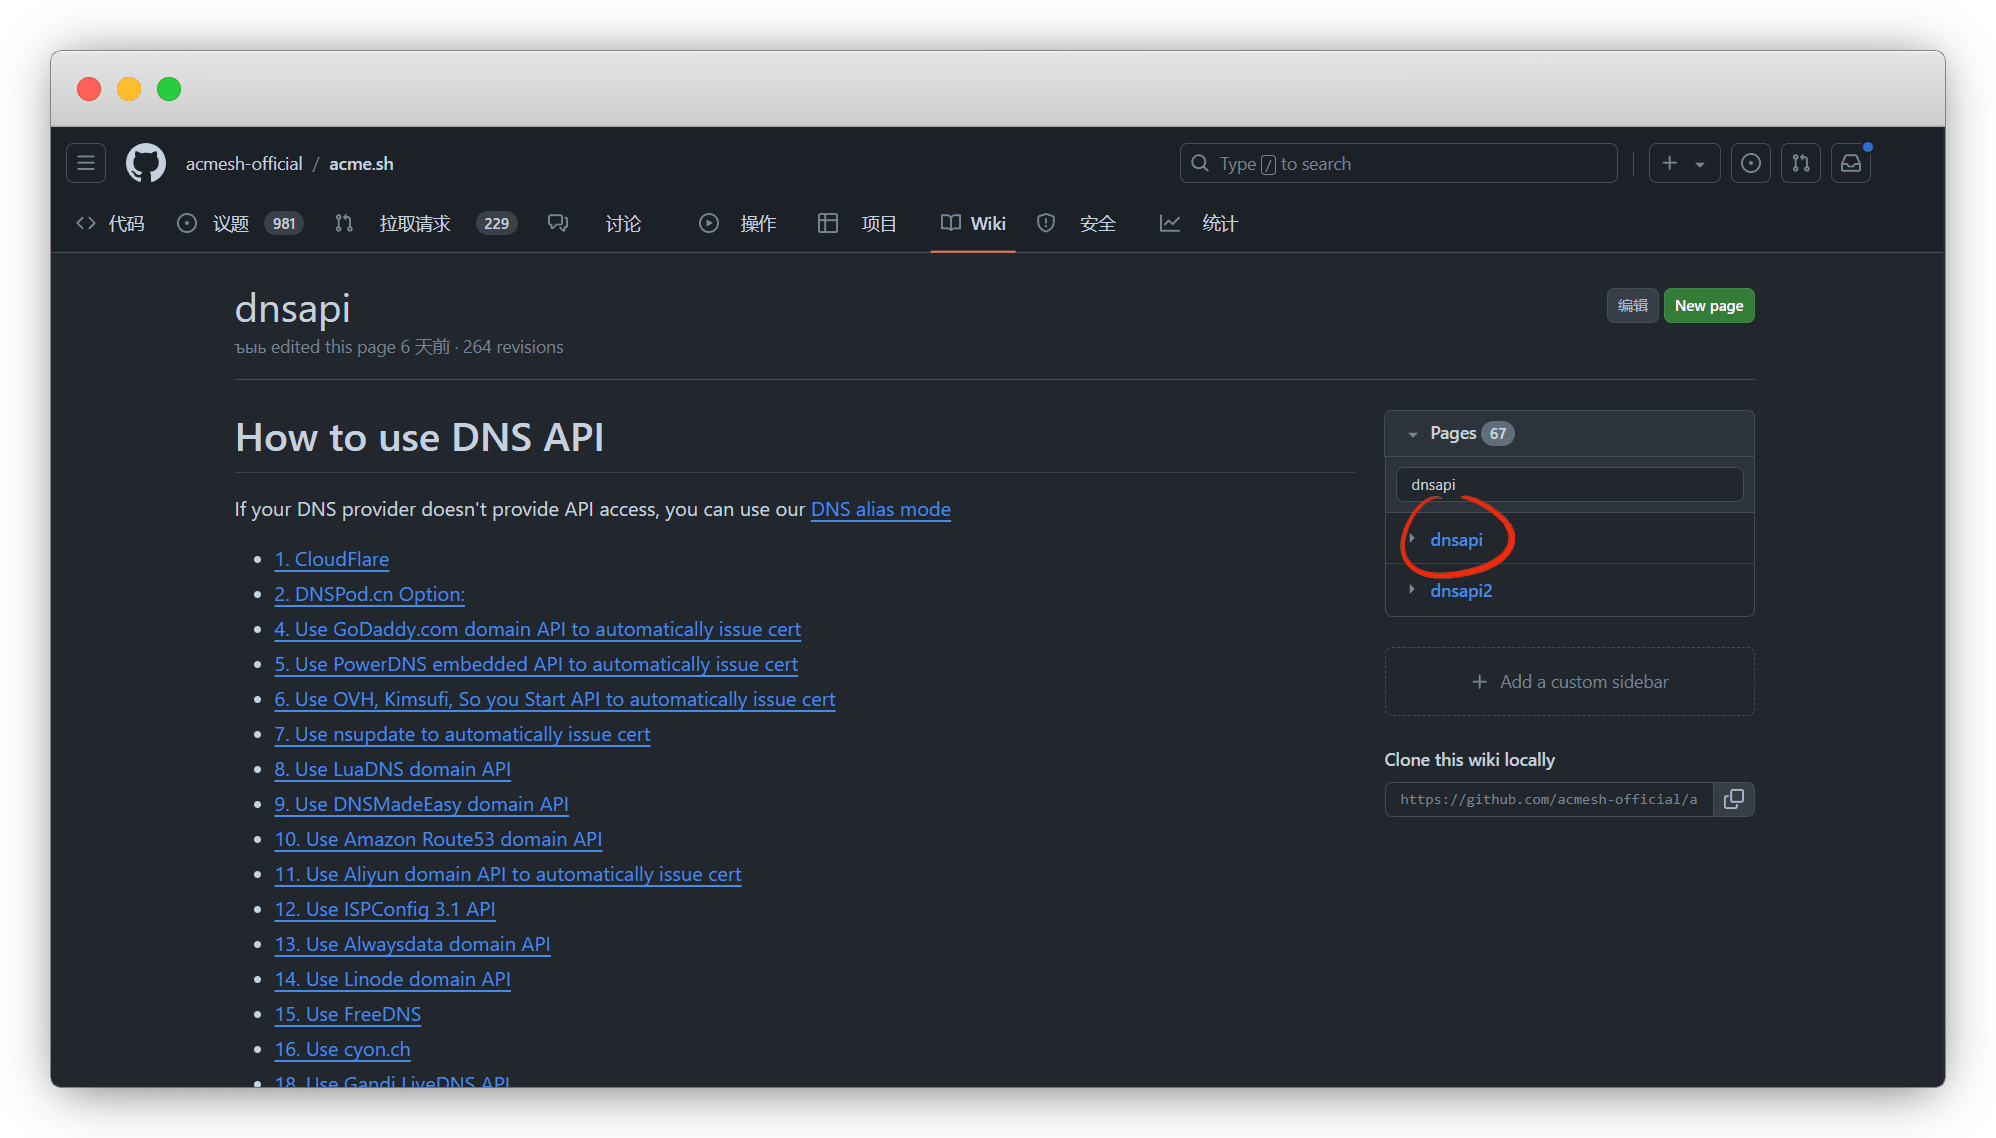 acmesh-official / acme.sh
Type / to search
代码
议题 981
拉取请求 229
讨论
操作
项目
Wiki
安全
统计
dnsapi
编辑
New page
ъыь edited this page 6 天前 · 264 revisions
How to use DNS API
If your DNS provider doesn't provide API access, you can use our DNS alias mode
1. CloudFlare
2. DNSPod.cn Option:
4. Use GoDaddy.com domain API to automatically issue cert
5. Use PowerDNS embedded API to automatically issue cert
6. Use OVH, Kimsufi, So you Start API to automatically issue cert
7. Use nsupdate to automatically issue cert
8. Use LuaDNS domain API
9. Use DNSMadeEasy domain API
10. Use Amazon Route53 domain API
11. Use Aliyun domain API to automatically issue cert
12. Use ISPConfig 3.1 API
13. Use Alwaysdata domain API
14. Use Linode domain API
15. Use FreeDNS
16. Use cyon.ch
18. Use Gandi LiveDNS API
Pages 67
dnsapi
dnsapi
dnsapi2
Add a custom sidebar
Clone this wiki locally
https://github.com/acmesh-official/a